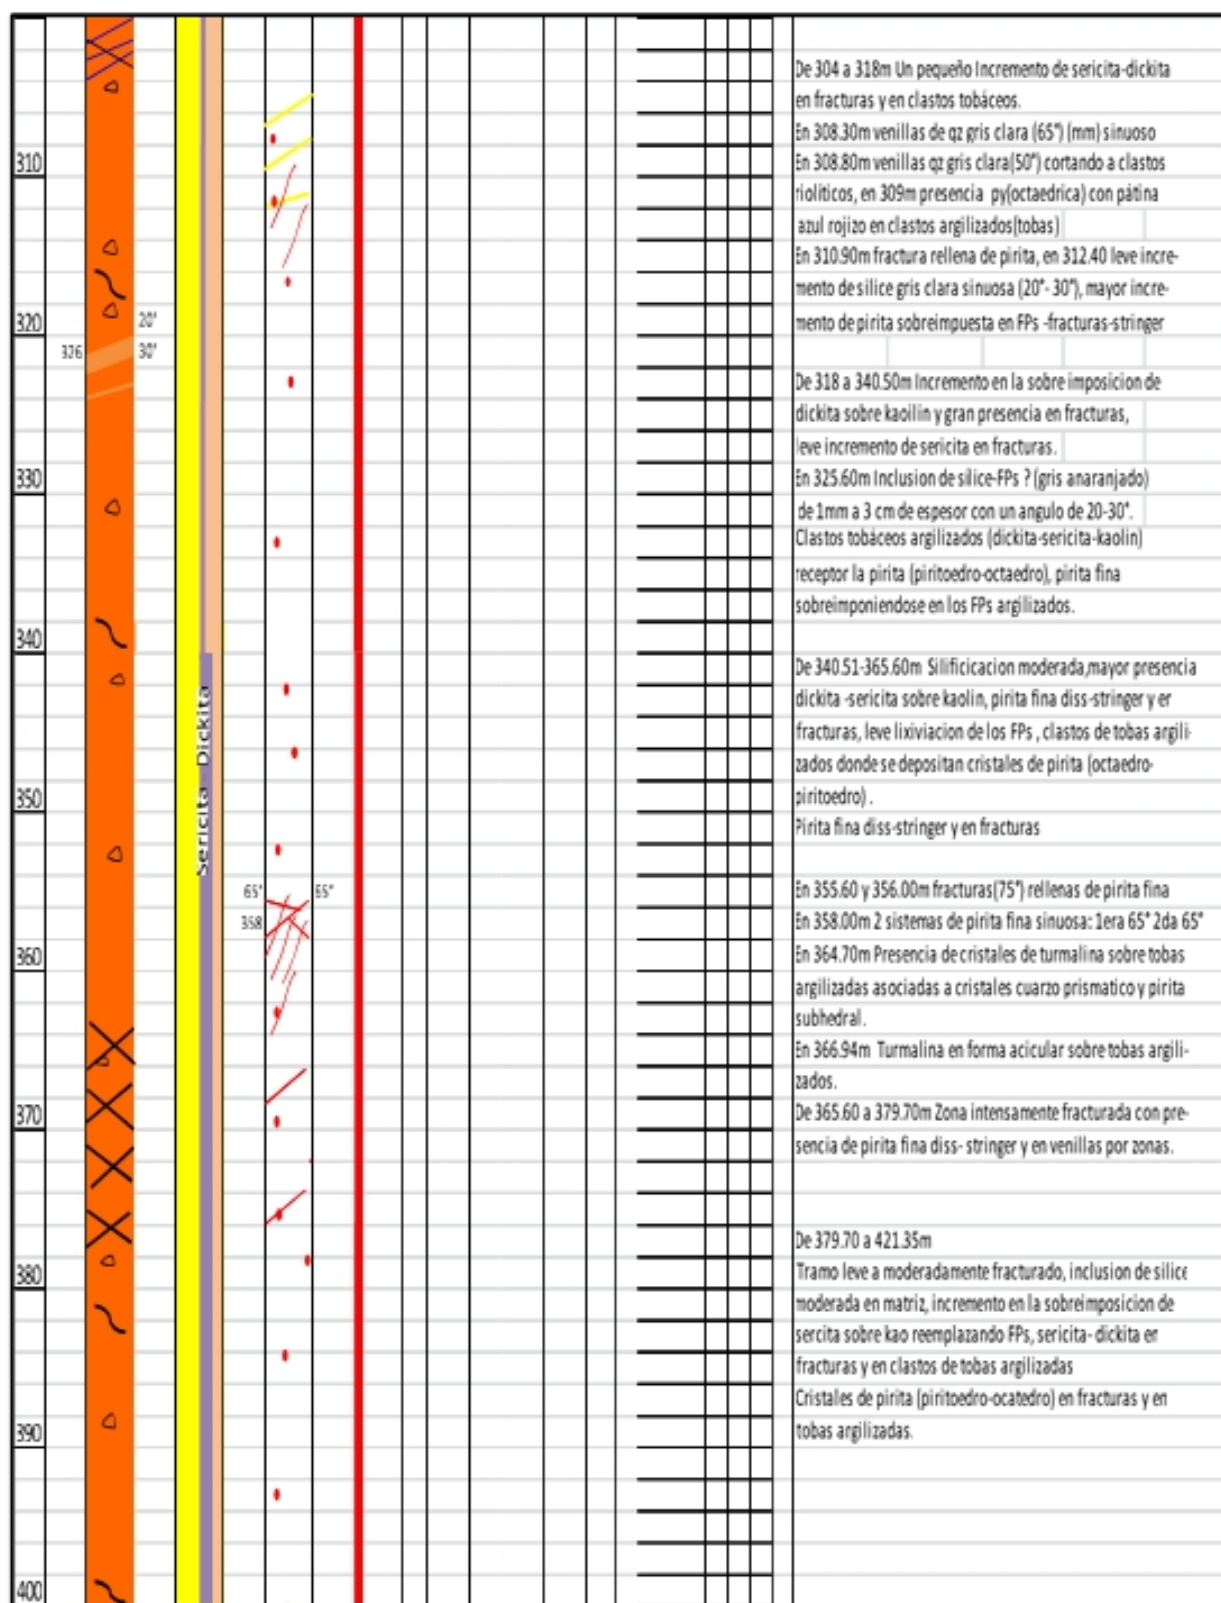 310
320
330
340
350
360
370
380
390
400
326
20°
30°
Sericita - Dickita
65°
65°
358
De 304 a 318m Un pequeño Incremento de sericita-dickita
en fracturas y en clastos tobáceos.
En 308.30m venillas de qz gris clara (65°) (mm) sinuoso
En 308.80m venillas qz gris clara(50°) cortando a clastos
rioliticos, en 309m presencia py(octaedrica) con pátina
azul rojizo en clastos argilizados(tobas)
En 310.90m fractura rellena de pirita, en 312.40 leve incre-
mento de silice gris clara sinuosa (20°- 30°), mayor incre-
mento de pirita sobreimpuesta en FPs -fracturas-stringer
De 318 a 340.50m Incremento en la sobre imposicion de
dickita sobre kaoilin y gran presencia en fracturas,
leve incremento de sericita en fracturas.
En 325.60m Inclusion de sílice-FPs ? (gris anaranjado)
de 1mm a 3 cm de espesor con un angulo de 20-30°.
Clastos tobáceos argilizados (dickita-sericita-kaolin)
receptor la pirita (piritoedro-octaedro), pirita fina
sobreimponiendose en los FPs argilizados.
De 340.51-365.60m Silificicacion moderada,mayor presencia
dickita -sericita sobre kaolin, pirita fina diss-stringer y er
fracturas, leve lixiviacion de los FPs , clastos de tobas argili-
zados donde se depositan cristales de pirita (octaedro-
piritoedro) .
Pirita fina diss-stringer y en fracturas
En 355.60 y 356.00m fracturas(75°) rellenas de pirita fina
En 358.00m 2 sistemas de pirita fina sinuosa: 1era 65° 2da 65°
En 364.70m Presencia de cristales de turmalina sobre tobas
argilizadas asociadas a cristales cuarzo prismatico y pirita
subhedral.
En 366.94m Turmalina en forma acicular sobre tobas argili-
zados.
De 365.60 a 379.70m Zona intensamente fracturada con pre-
sencia de pirita fina diss- stringer y en venillas por zonas.
De 379.70 a 421.35m
Tramo leve a moderadamente fracturado, inclusion de silice
moderada en matriz, incremento en la sobreimposicion de
sercita sobre kao reemplazando FPs, sericita- dickita er
fracturas y en clastos de tobas argilizadas
Cristales de pirita (piritoedro-ocatedro) en fracturas y en
tobas argilizadas.